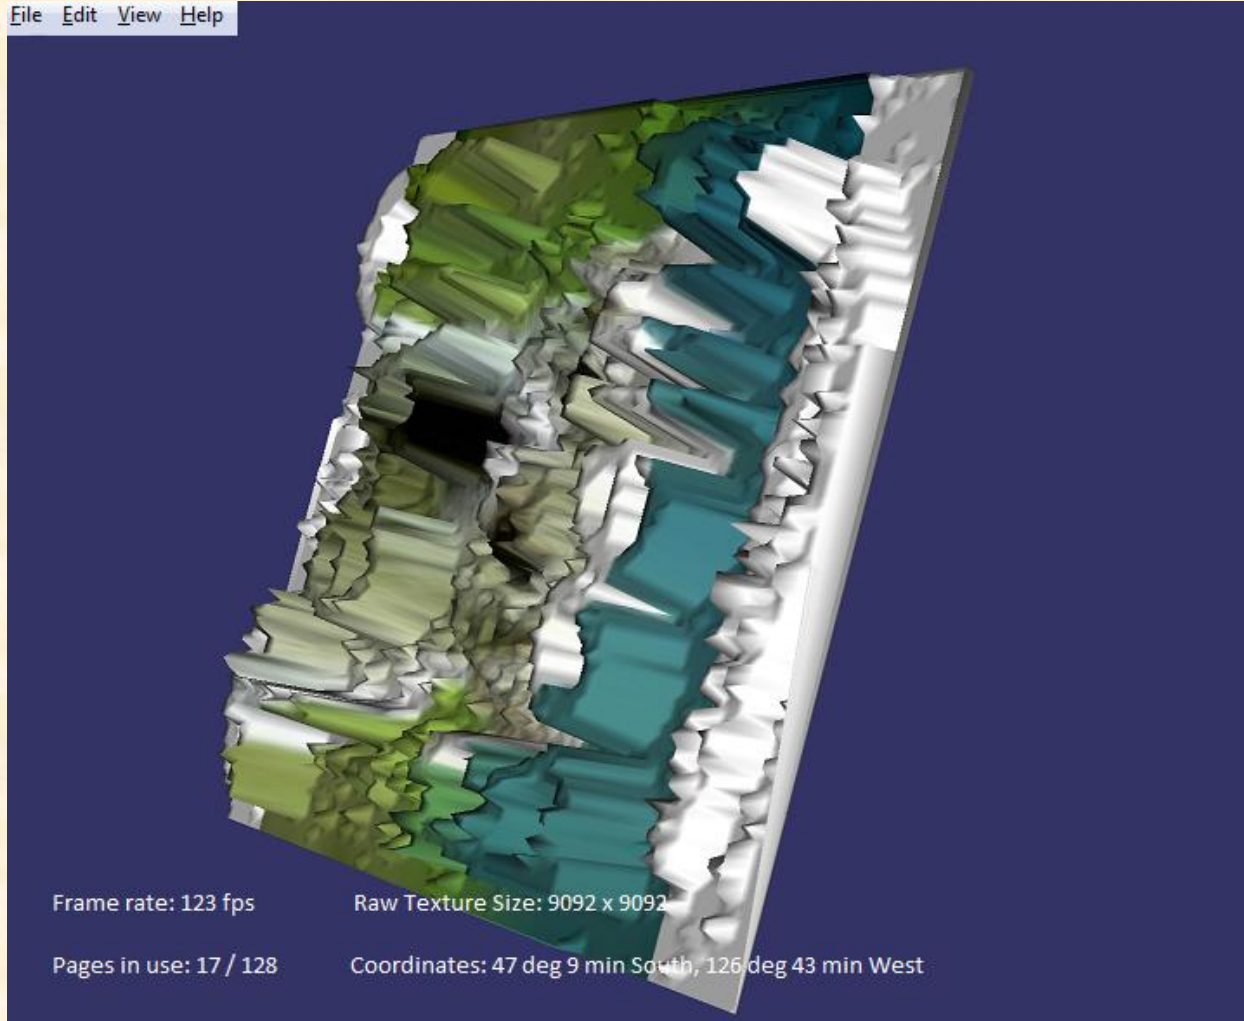 File Edit View Help
Frame rate: 123 fps Raw Texture Size: 9092 x 9092
Pages in use: 17 / 128 Coordinates: 47 deg 9 min South, 126 deg 43 min West